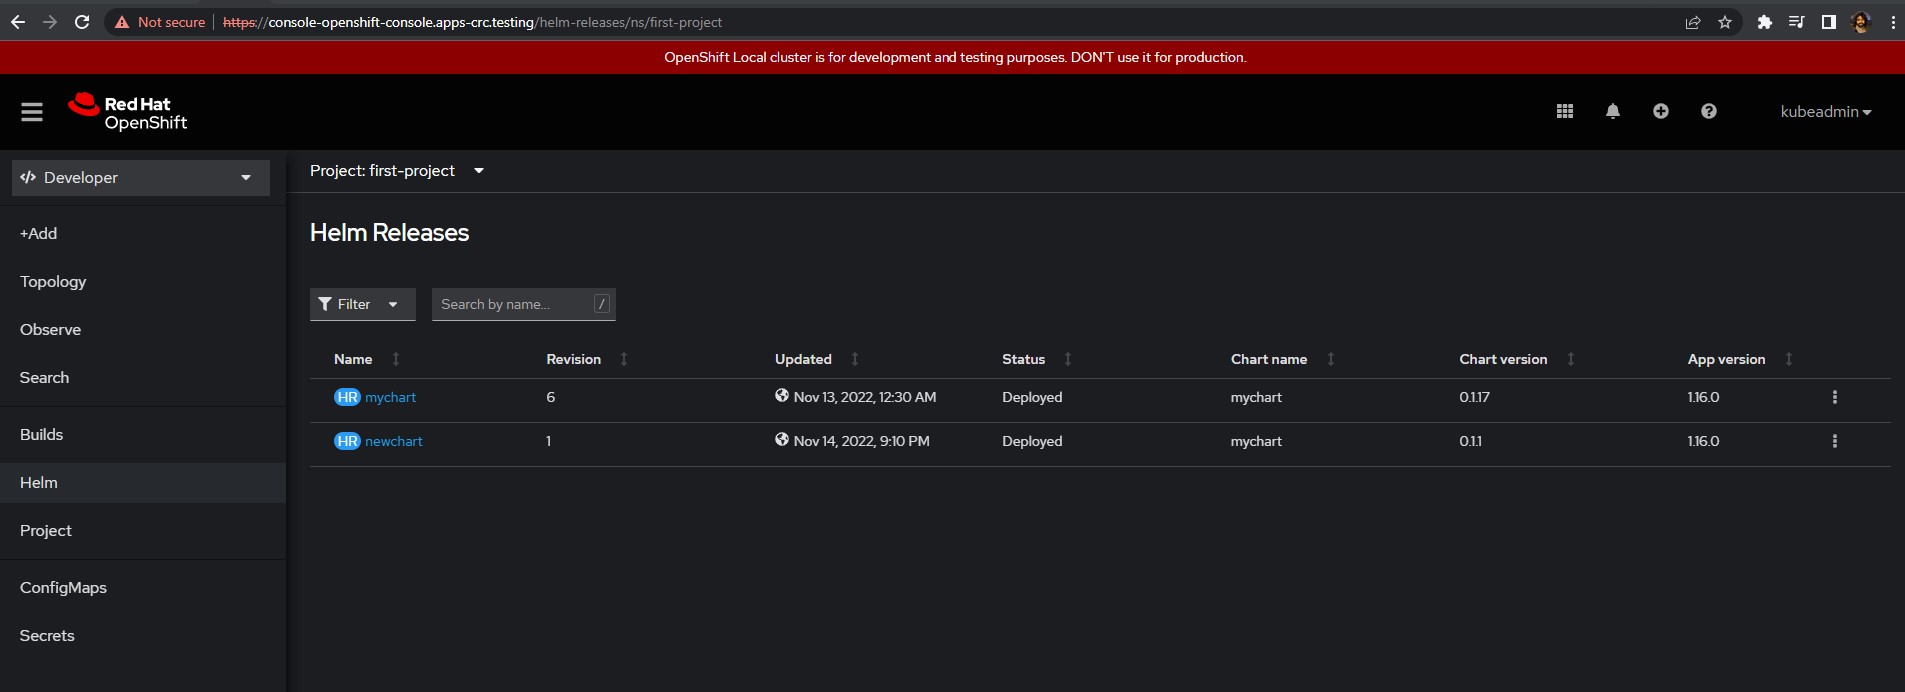 Not secure | https://console-openshift-console.apps-crc.testing/helm-releases/ns/first-project
OpenShift Local cluster is for development and testing purposes. DON'T use it for production.
Red Hat
OpenShift
kubeadmin
</> Developer
Project: first-project
+Add
Topology
Observe
Search
Builds
Helm
Project
ConfigMaps
Secrets
Helm Releases
Filter
Search by name... /
Name Revision Updated Status Chart name Chart version App version
HR mychart 6 Nov 13, 2022, 12:30 AM Deployed mychart 0.1.17 1.16.0
HR newchart 1 Nov 14, 2022, 9:10 PM Deployed mychart 0.1.1 1.16.0